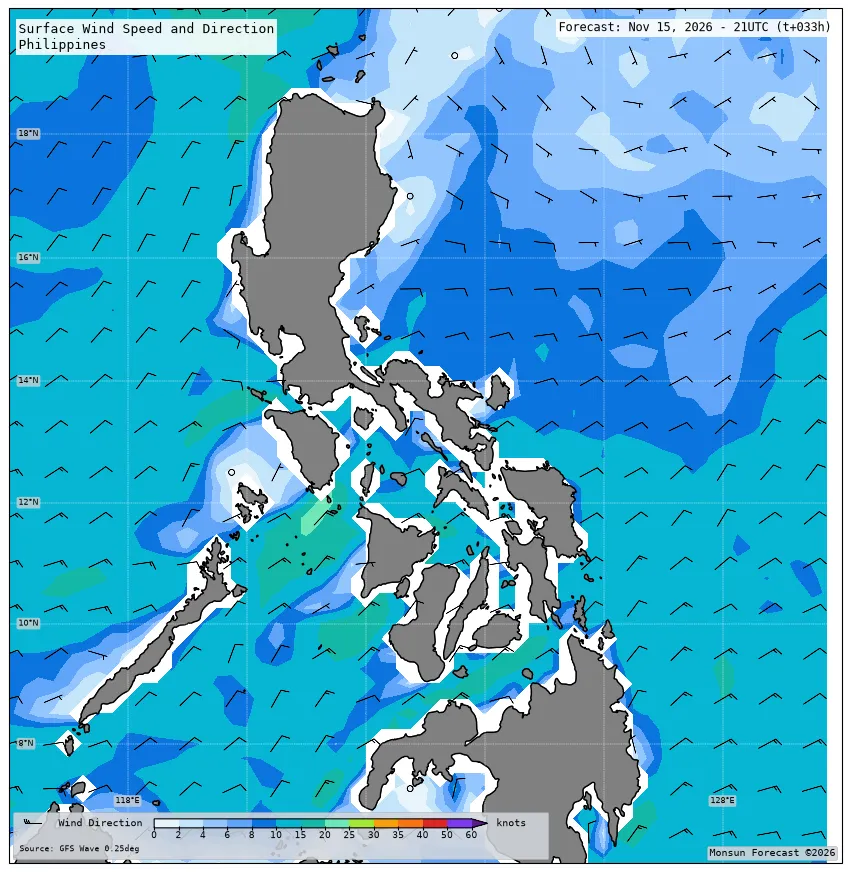 Surface Wind Speed and Direction
Philippines
Forecast: Nov 15, 2026 - 21UTC (t+033h)
18°N
16°N
14°N
12°N
10°N
8°N
118°E
128°E
Wind Direction
0 2 4 6 8 10 15 20 25 30 35 40 50 60
knots
Source: GFS Wave 0.25deg
Monsun Forecast ©2026